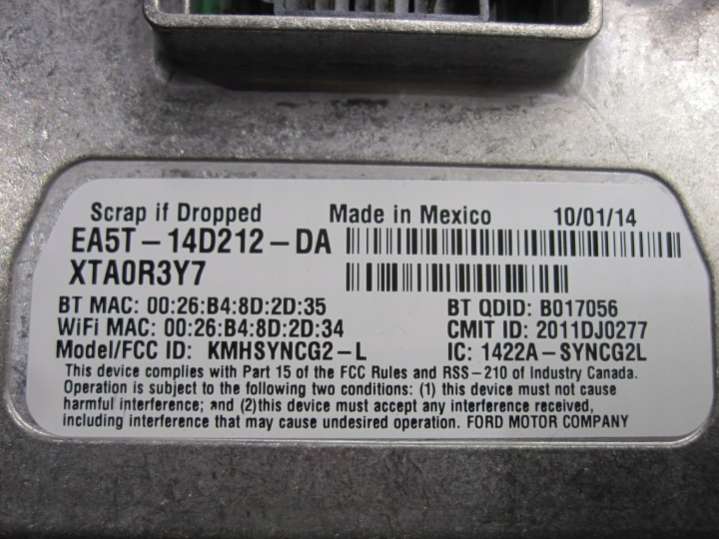 Scrap if Dropped Made in Mexico 10/01/14
EA5T-14D212-DA
XTA0R3Y7
BT MAC: 00:26:B4:8D:2D:35 BT QDID: B017056
WiFi MAC: 00:26:B4:8D:2D:34 CMIT ID: 2011DJ0277
Model/FCC ID: KMHSYNCG2-L IC: 1422A-SYNCG2L
This device complies with Part 15 of the FCC Rules and RSS-210 of Industry Canada.
Operation is subject to the following two conditions: (1) this device must not cause
harmful interference; and (2)this device must accept any interference received,
including interference that may cause undesired operation. FORD MOTOR COMPANY